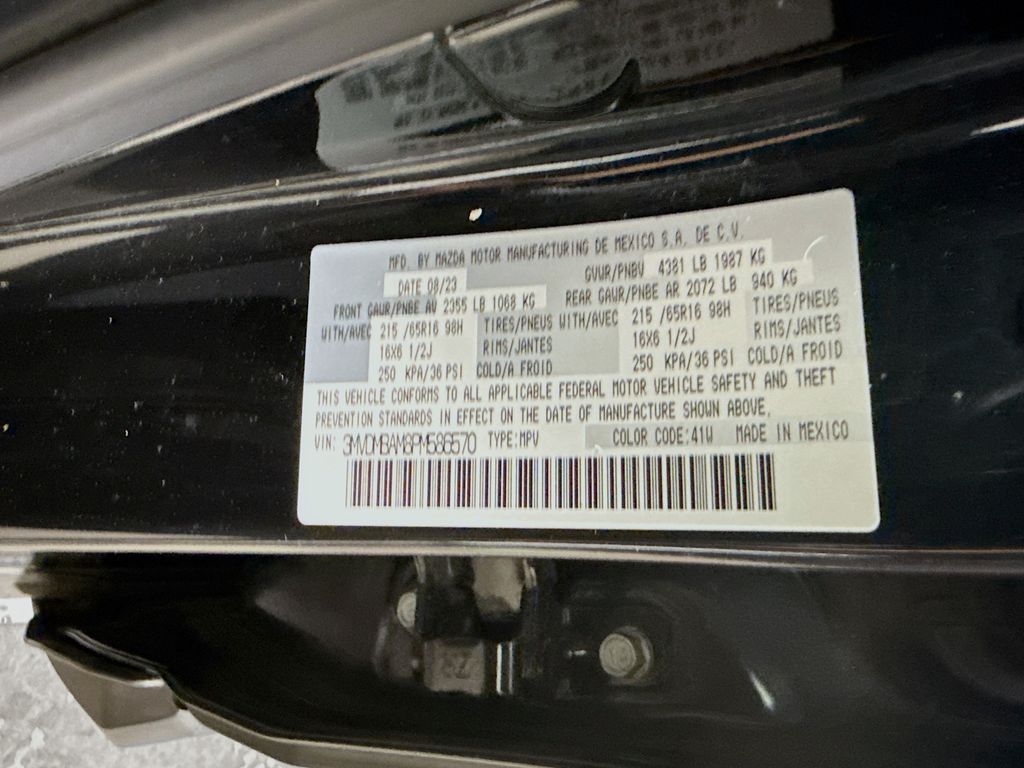 MFD. BY MAZDA MOTOR MANUFACTURING DE MEXICO S.A. DE C.V.
DATE 08/23 GVWR/PNBV 4381 LB 1987 KG
FRONT GAWR/PNBE AV 2355 LB 1068 KG REAR GAWR/PNBE AR 2072 LB 940 KG
WITH/AVEC 215 /65R16 98H TIRES/PNEUS WITH/AVEC 215 /65R16 98H TIRES/PNEUS
16X6 1/2J RIMS/JANTES 16X6 1/2J RIMS/JANTES
250 KPA/36 PSI COLD/A FROID 250 KPA/36 PSI COLD/A FROID
THIS VEHICLE CONFORMS TO ALL APPLICABLE FEDERAL MOTOR VEHICLE SAFETY AND THEFT
PREVENTION STANDARDS IN EFFECT ON THE DATE OF MANUFACTURE SHOWN ABOVE.
VIN: 3MVDMBAM8PM586570 TYPE:MPV COLOR CODE:41W MADE IN MEXICO